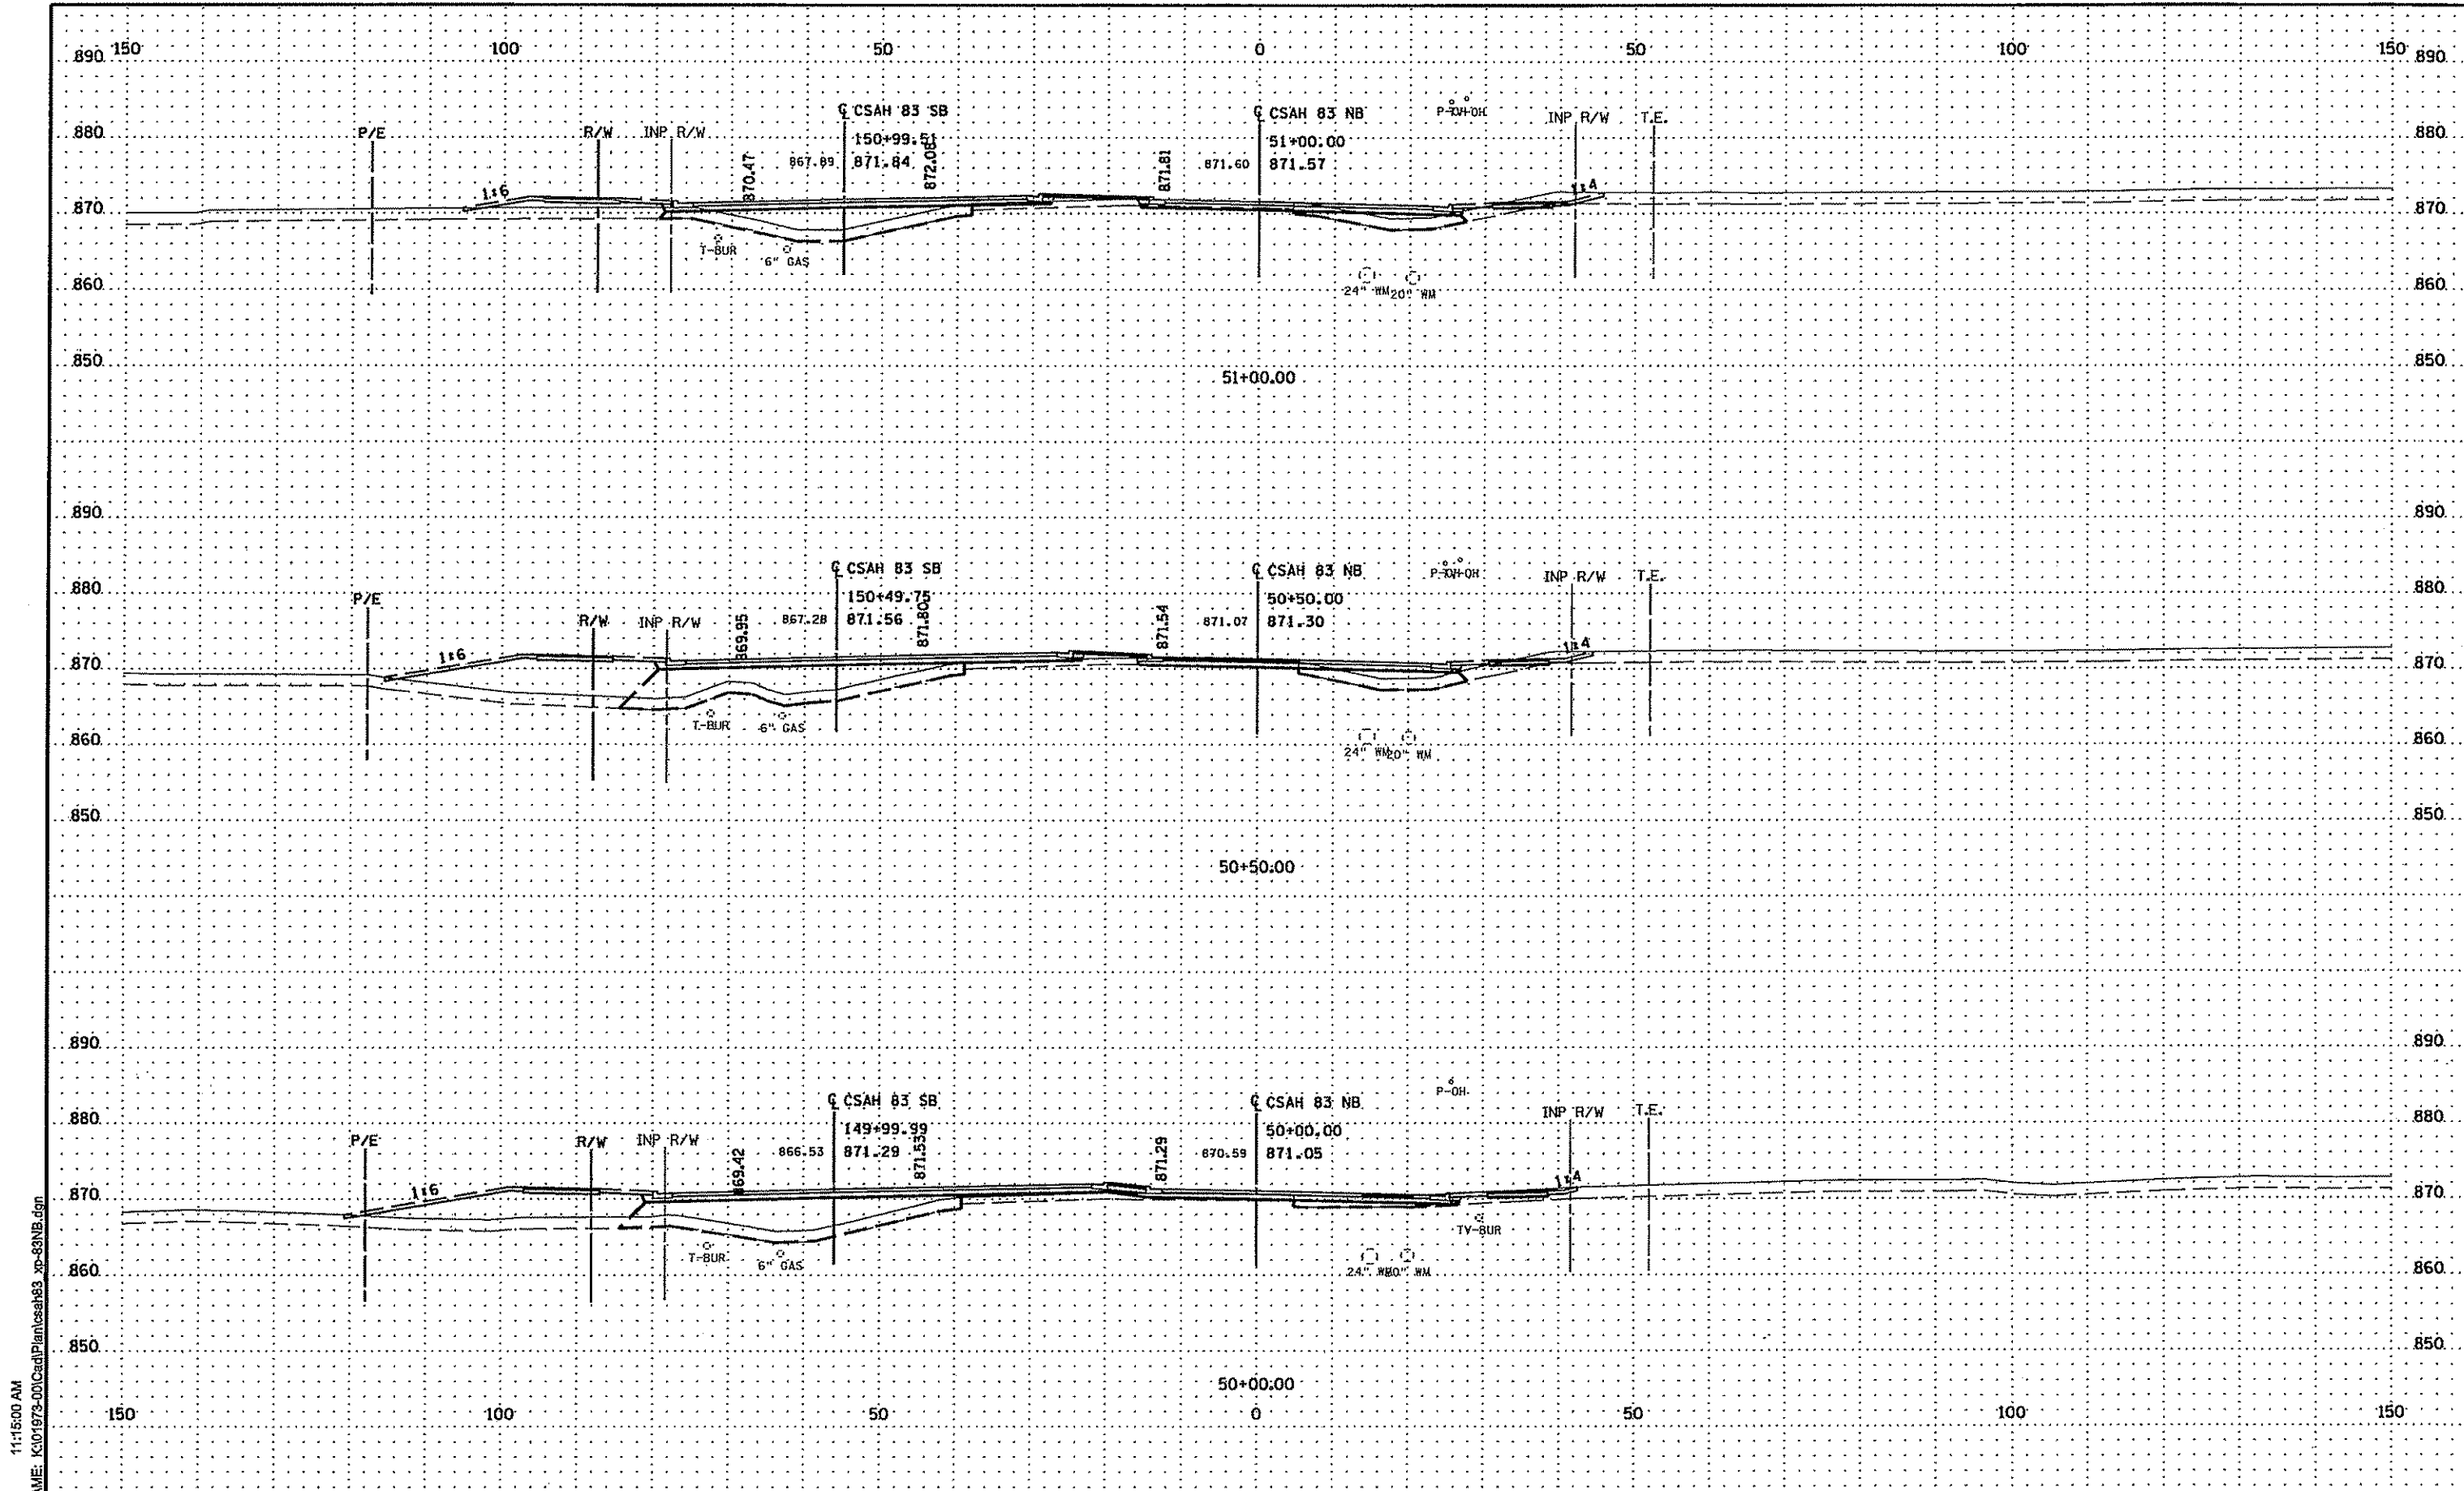 150 100 50 0 50 100 150
890 890
₵ CSAH 83 SB ₵ CSAH 83 NB P-OH
880 P/E R/W INP R/W 150+99.51 51+00.00 INP R/W T.E. 880
870.47 867.89 871.84 872.08 871.81 871.60 871.57
1:6 1:4
870 870
T-BUR 6" GAS
860 24" WM 20" WM 860
850 850
51+00.00
890 890
₵ CSAH 83 SB ₵ CSAH 83 NB P-OH
880 P/E R/W INP R/W 150+49.75 50+50.00 INP R/W T.E. 880
869.95 867.28 871.56 871.80 871.54 871.07 871.30
1:6 1:4
870 870
T-BUR 6" GAS
860 24" WM 20" WM 860
850 850
50+50.00
890 890
P-OH
₵ CSAH 83 SB ₵ CSAH 83 NB
880 P/E R/W INP R/W 149+99.99 50+00.00 INP R/W T.E. 880
869.42 866.53 871.29 871.53 871.29 870.59 871.05
1:6 1:4
870 870
TV-BUR
T-BUR 6" GAS
860 24" WM 20" WM 860
850 850
50+00.00
150 100 50 0 50 100 150
11:15:00 AM
AME: K:\01973-00\Cad\Plan\csah83_xp-83NB.dgn